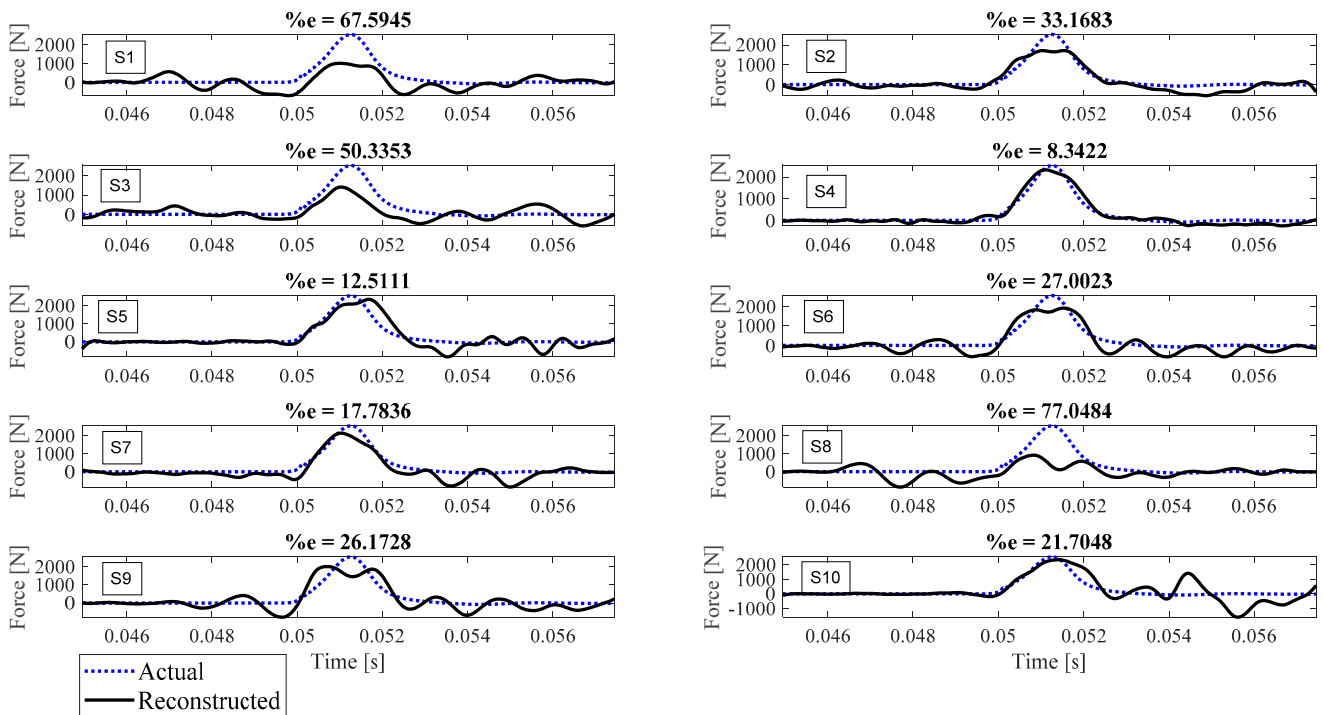 %e = 67.5945
Force [N]
2000
1000
0
S1
0.046 0.048 0.05 0.052 0.054 0.056
%e = 33.1683
Force [N]
2000
1000
0
S2
0.046 0.048 0.05 0.052 0.054 0.056
%e = 50.3353
Force [N]
2000
1000
0
S3
0.046 0.048 0.05 0.052 0.054 0.056
%e = 8.3422
Force [N]
2000
1000
0
S4
0.046 0.048 0.05 0.052 0.054 0.056
%e = 12.5111
Force [N]
2000
1000
0
S5
0.046 0.048 0.05 0.052 0.054 0.056
%e = 27.0023
Force [N]
2000
1000
0
S6
0.046 0.048 0.05 0.052 0.054 0.056
%e = 17.7836
Force [N]
2000
1000
0
S7
0.046 0.048 0.05 0.052 0.054 0.056
%e = 77.0484
Force [N]
2000
1000
0
S8
0.046 0.048 0.05 0.052 0.054 0.056
%e = 26.1728
Force [N]
2000
1000
0
S9
0.046 0.048 0.05 0.052 0.054 0.056
Time [s]
%e = 21.7048
Force [N]
2000
1000
0
-1000
S10
0.046 0.048 0.05 0.052 0.054 0.056
Time [s]
Actual
Reconstructed